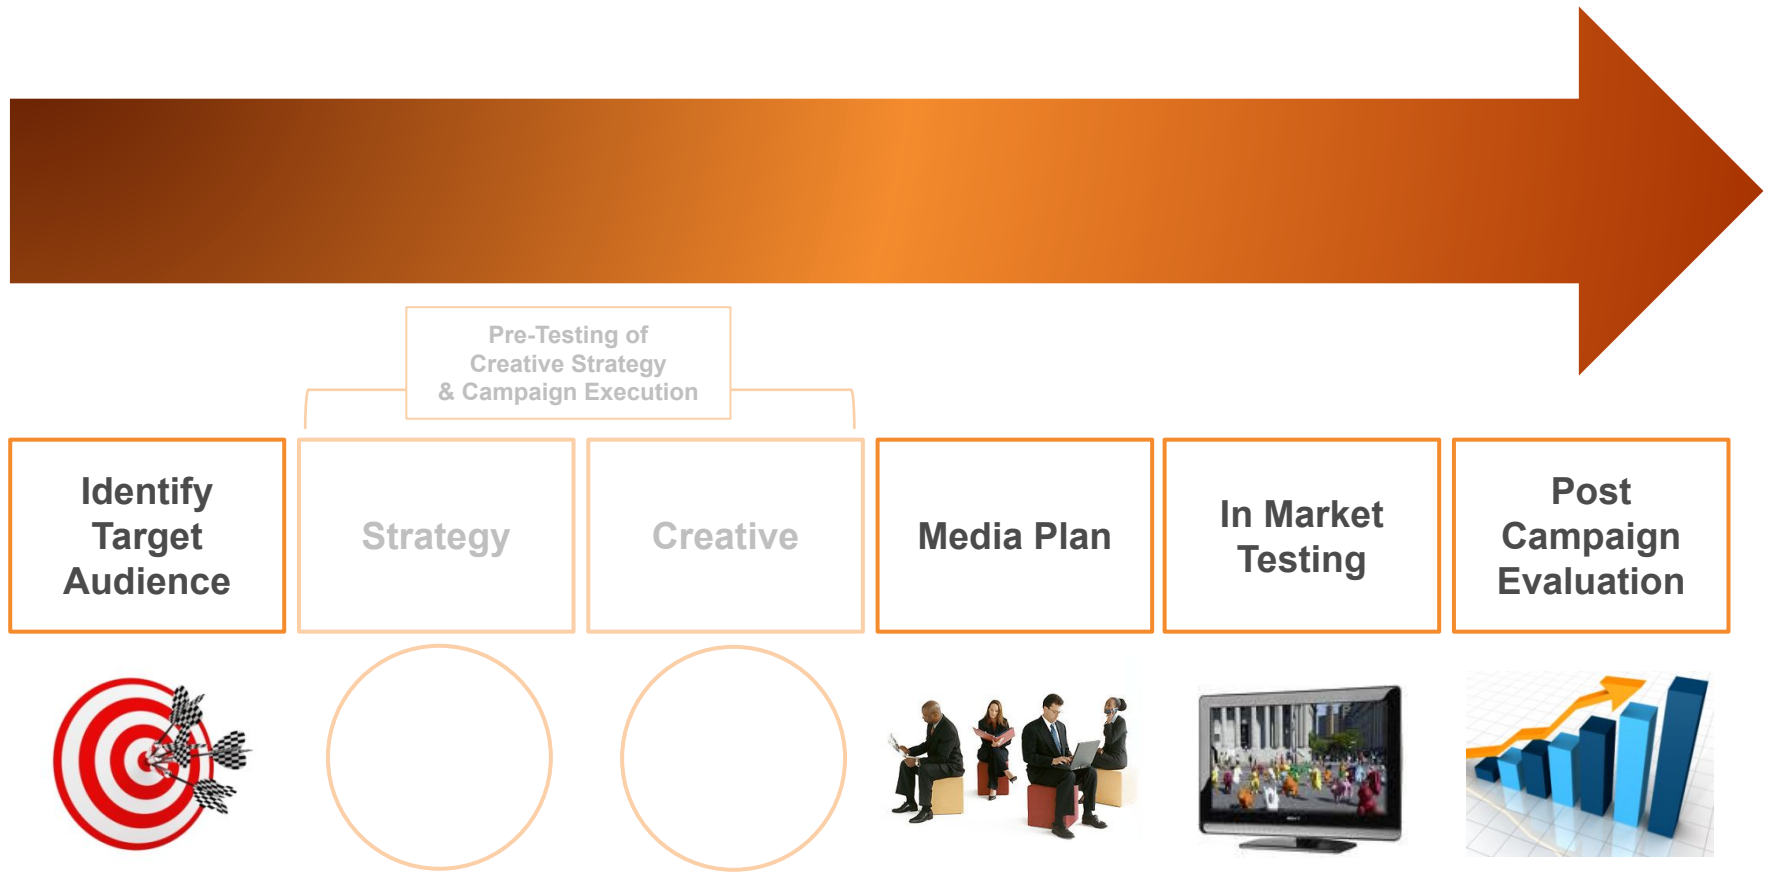 Pre-Testing of
Creative Strategy
& Campaign Execution
Identify
Target
Audience
Strategy
Creative
Media Plan
In Market
Testing
Post
Campaign
Evaluation